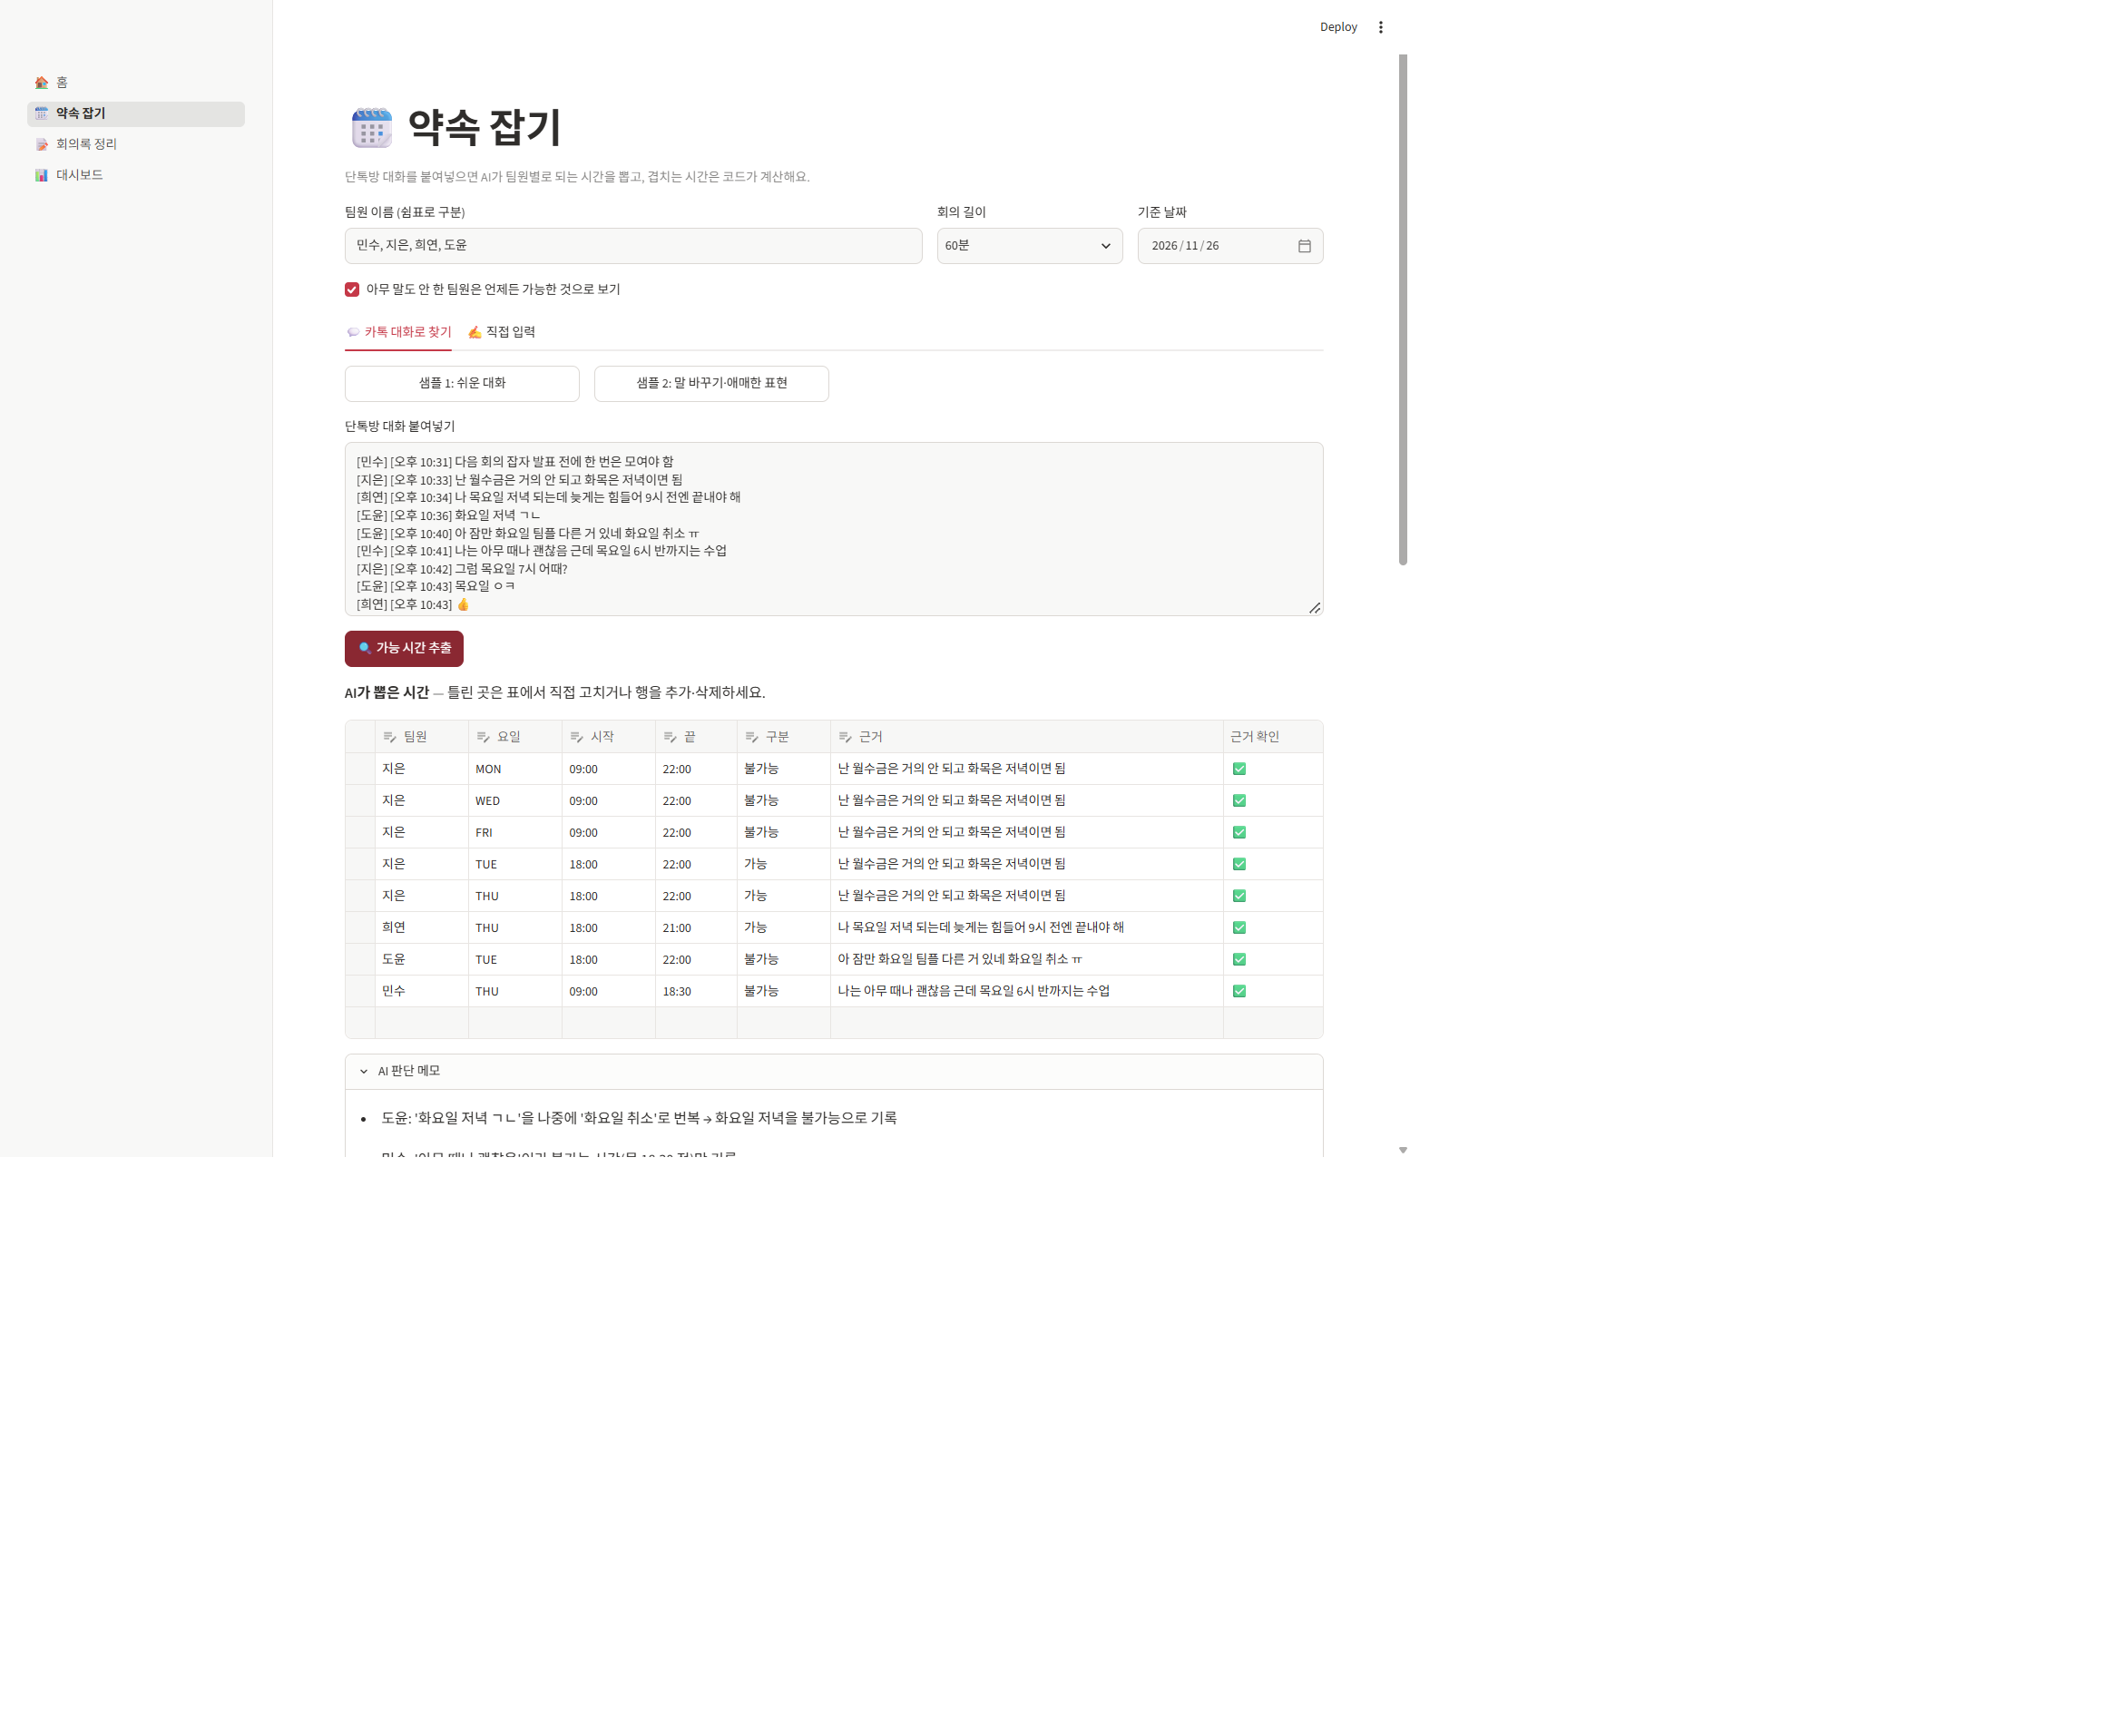 Deploy
홈
약속 잡기
회의록 정리
대시보드
약속 잡기
단톡방 대화를 붙여넣으면 AI가 팀원별로 되는 시간을 뽑고, 겹치는 시간은 코드가 계산해요.
팀원 이름 (쉼표로 구분) 회의 길이 기준 날짜
민수, 지은, 희연, 도윤 60분 2026 / 11 / 26
아무 말도 안 한 팀원은 언제든 가능한 것으로 보기
카톡 대화로 찾기 직접 입력
샘플 1: 쉬운 대화 샘플 2: 말 바꾸기·애매한 표현
단톡방 대화 붙여넣기
[민수] [오후 10:31] 다음 회의 잡자 발표 전에 한 번은 모여야 함
[지은] [오후 10:33] 난 월수금은 거의 안 되고 화목은 저녁이면 됨
[희연] [오후 10:34] 나 목요일 저녁 되는데 늦게는 힘들어 9시 전엔 끝내야 해
[도윤] [오후 10:36] 화요일 저녁 ㄱㄴ
[도윤] [오후 10:40] 아 잠만 화요일 팀플 다른 거 있네 화요일 취소 ㅠ
[민수] [오후 10:41] 나는 아무 때나 괜찮음 근데 목요일 6시 반까지는 수업
[지은] [오후 10:42] 그럼 목요일 7시 어때?
[도윤] [오후 10:43] 목요일 ㅇㅋ
[희연] [오후 10:43] 👍
가능 시간 추출
AI가 뽑은 시간 — 틀린 곳은 표에서 직접 고치거나 행을 추가·삭제하세요.
팀원 요일 시작 끝 구분 근거 근거 확인
지은 MON 09:00 22:00 불가능 난 월수금은 거의 안 되고 화목은 저녁이면 됨 ✅
지은 WED 09:00 22:00 불가능 난 월수금은 거의 안 되고 화목은 저녁이면 됨 ✅
지은 FRI 09:00 22:00 불가능 난 월수금은 거의 안 되고 화목은 저녁이면 됨 ✅
지은 TUE 18:00 22:00 가능 난 월수금은 거의 안 되고 화목은 저녁이면 됨 ✅
지은 THU 18:00 22:00 가능 난 월수금은 거의 안 되고 화목은 저녁이면 됨 ✅
희연 THU 18:00 21:00 가능 나 목요일 저녁 되는데 늦게는 힘들어 9시 전엔 끝내야 해 ✅
도윤 TUE 18:00 22:00 불가능 아 잠만 화요일 팀플 다른 거 있네 화요일 취소 ㅠ ✅
민수 THU 09:00 18:30 불가능 나는 아무 때나 괜찮음 근데 목요일 6시 반까지는 수업 ✅
AI 판단 메모
• 도윤: '화요일 저녁 ㄱㄴ'을 나중에 '화요일 취소'로 번복 → 화요일 저녁을 불가능으로 기록